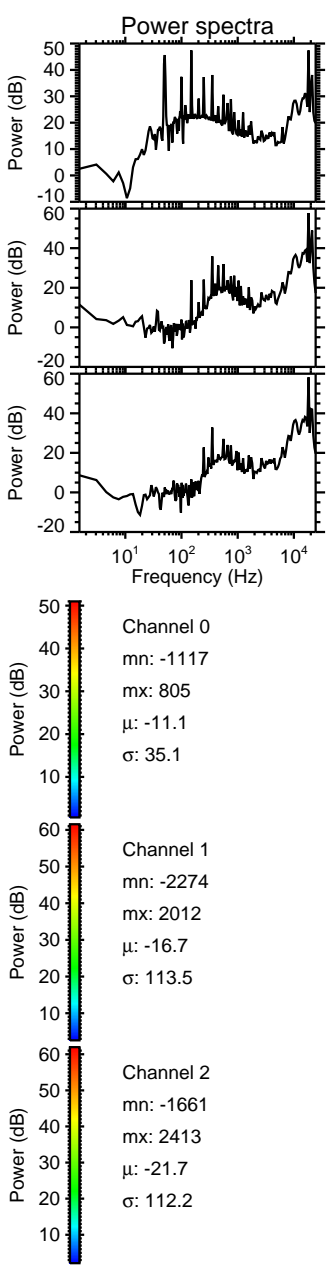 Power spectra
50
40
30
20
10
0
-10
Power (dB)
60
40
20
0
-20
Power (dB)
60
40
20
0
-20
Power (dB)
10¹ 10² 10³ 10⁴
Frequency (Hz)
50
40
30
20
10
Power (dB)
Channel 0
mn: -1117
mx: 805
μ: -11.1
σ: 35.1
60
50
40
30
20
10
Power (dB)
Channel 1
mn: -2274
mx: 2012
μ: -16.7
σ: 113.5
60
50
40
30
20
10
Power (dB)
Channel 2
mn: -1661
mx: 2413
μ: -21.7
σ: 112.2